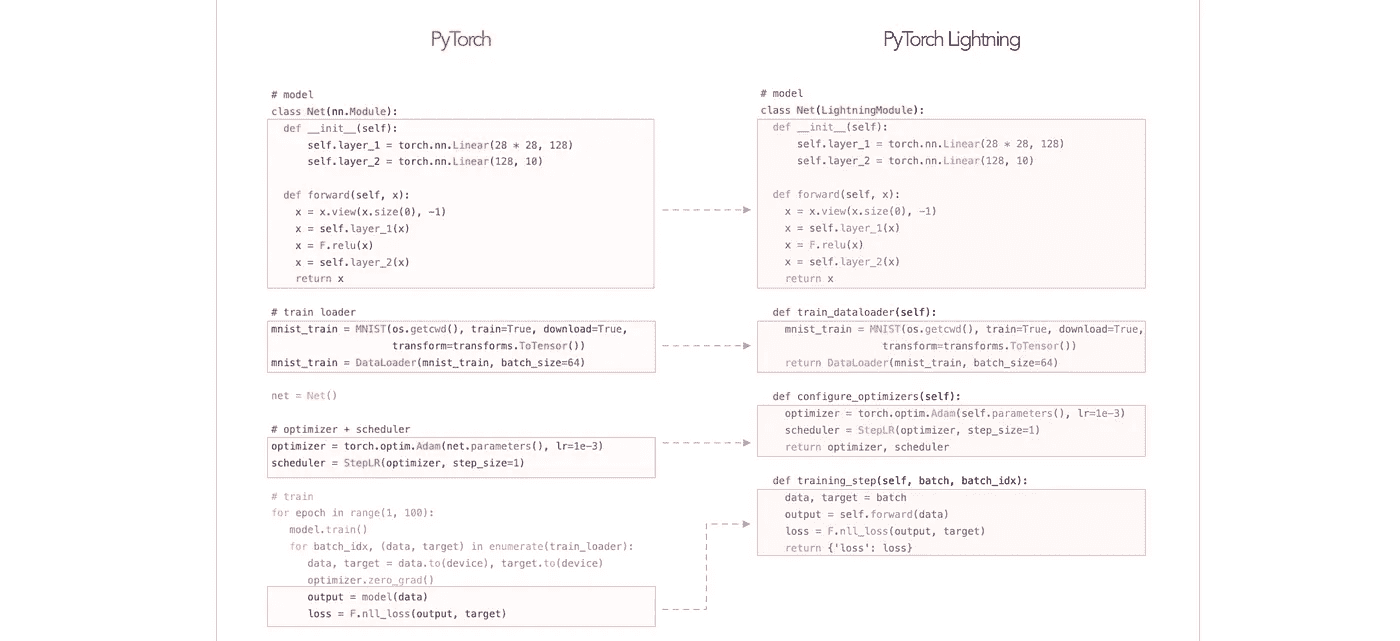 PyTorch
# model
class Net(nn.Module):
  def __init__(self):
      self.layer_1 = torch.nn.Linear(28 * 28, 128)
      self.layer_2 = torch.nn.Linear(128, 10)
  def forward(self, x):
    x = x.view(x.size(0), -1)
    x = self.layer_1(x)
    x = F.relu(x)
    x = self.layer_2(x)
    return x
# train loader
mnist_train = MNIST(os.getcwd(), train=True, download=True,
                    transform=transforms.ToTensor())
mnist_train = DataLoader(mnist_train, batch_size=64)
net = Net()
# optimizer + scheduler
optimizer = torch.optim.Adam(net.parameters(), lr=1e-3)
scheduler = StepLR(optimizer, step_size=1)
# train
for epoch in range(1, 100):
   model.train()
   for batch_idx, (data, target) in enumerate(train_loader):
      data, target = data.to(device), target.to(device)
      optimizer.zero_grad()
      output = model(data)
      loss = F.nll_loss(output, target)
PyTorch Lightning
# model
class Net(LightningModule):
  def __init__(self):
      self.layer_1 = torch.nn.Linear(28 * 28, 128)
      self.layer_2 = torch.nn.Linear(128, 10)
  def forward(self, x):
    x = x.view(x.size(0), -1)
    x = self.layer_1(x)
    x = F.relu(x)
    x = self.layer_2(x)
    return x
  def train_dataloader(self):
    mnist_train = MNIST(os.getcwd(), train=True, download=True,
                    transform=transforms.ToTensor())
    return DataLoader(mnist_train, batch_size=64)
  def configure_optimizers(self):
    optimizer = torch.optim.Adam(self.parameters(), lr=1e-3)
    scheduler = StepLR(optimizer, step_size=1)
    return optimizer, scheduler
  def training_step(self, batch, batch_idx):
    data, target = batch
    output = self.forward(data)
    loss = F.nll_loss(output, target)
    return {'loss': loss}